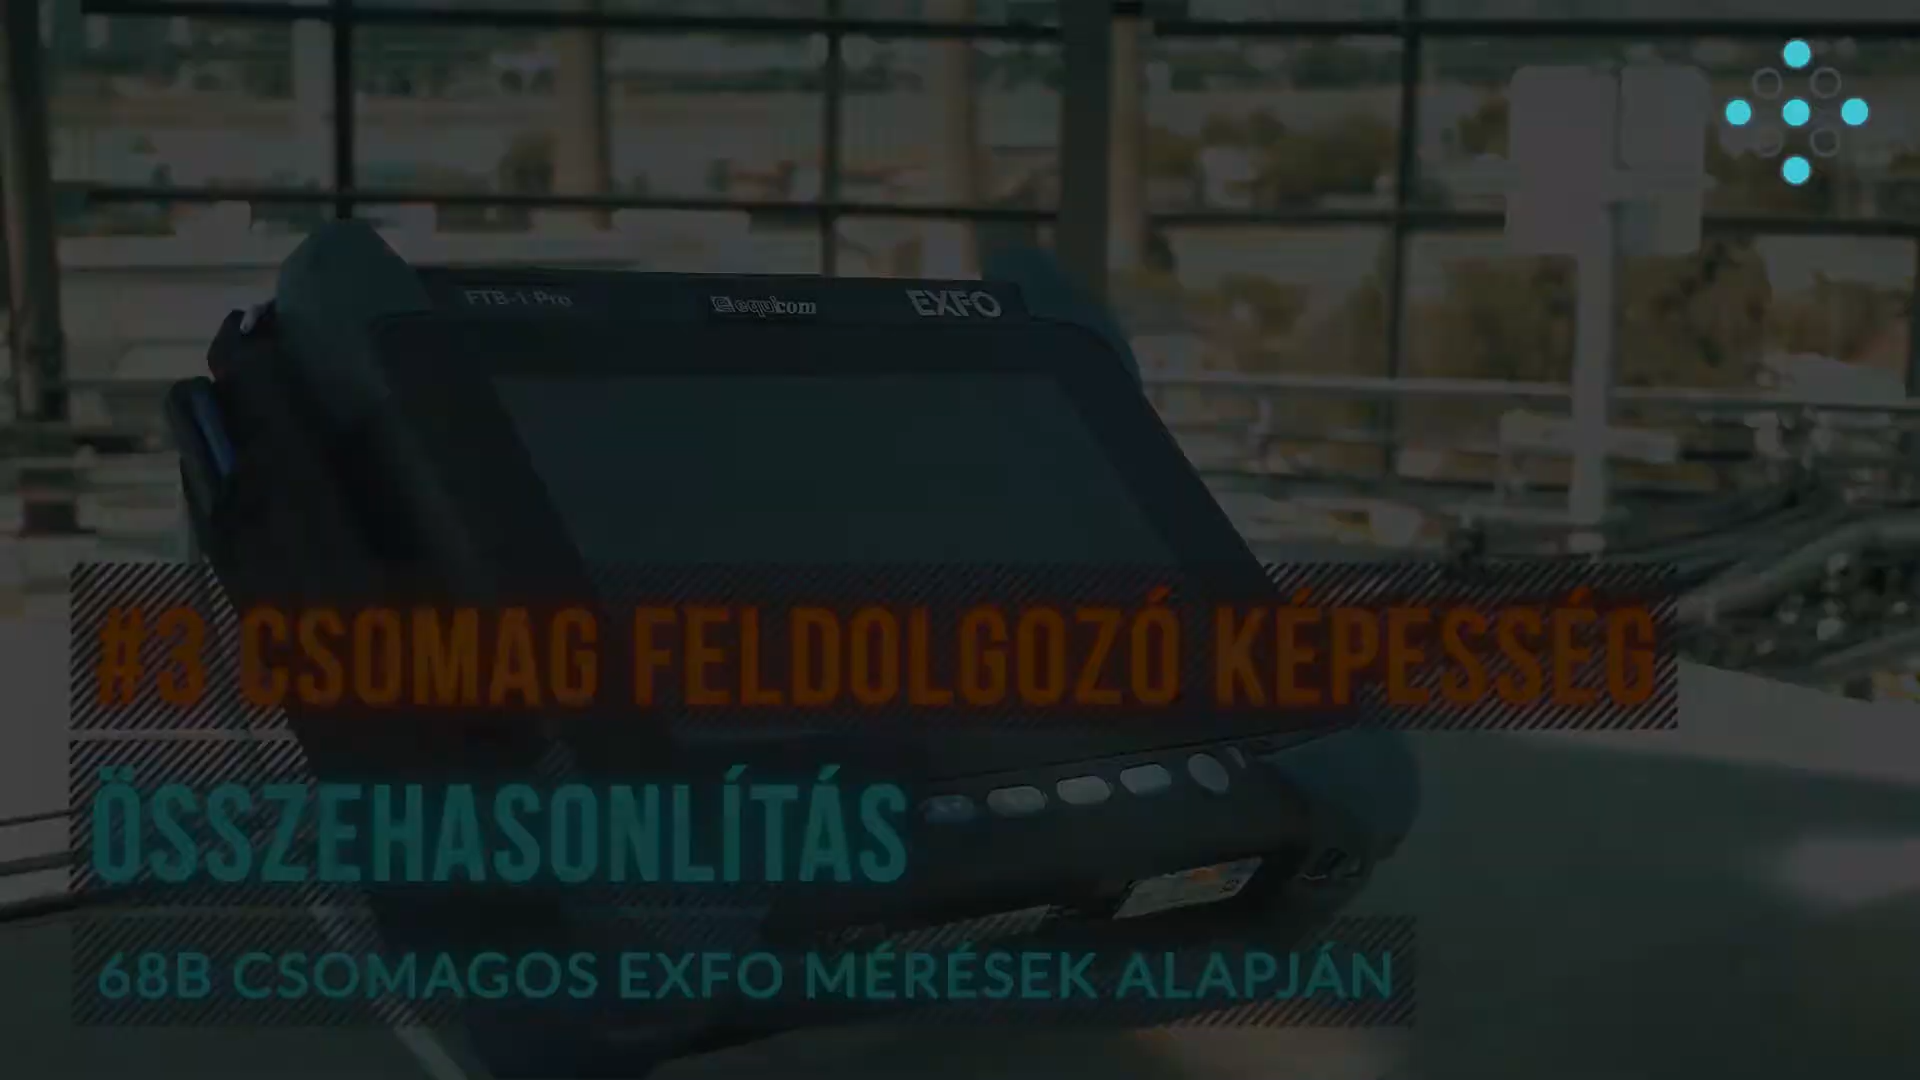 FTB-1 Pro
equicom
EXFO
#3 CSOMAG FELDOLGOZÓ KÉPESSÉG
ÖSSZEHASONLÍTÁS
68B CSOMAGOS EXFO MÉRÉSEK ALAPJÁN